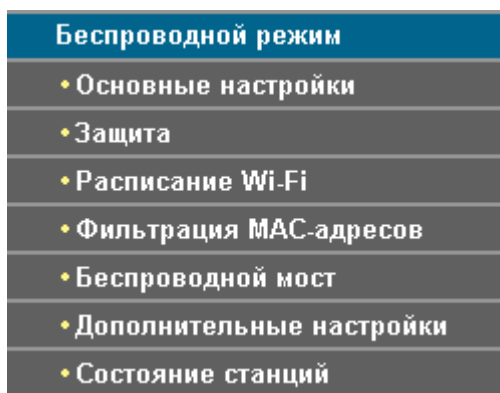 Беспроводной режим
•Основные настройки
•Защита
•Расписание Wi-Fi
•Фильтрация MAC-адресов
•Беспроводной мост
•Дополнительные настройки
•Состояние станций